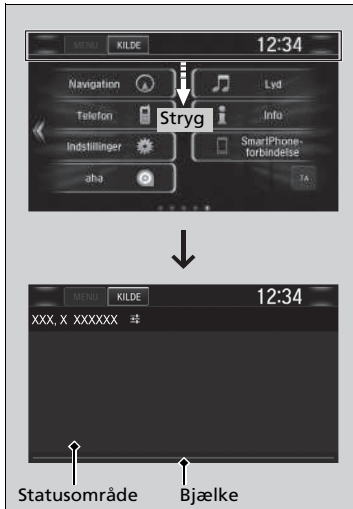 MENU KILDE 12:34
Navigation Lyd
Telefon Info
Stryg
Indstillinger SmartPhone-
forbindelse
aha TA
MENU KILDE 12:34
XXX, X XXXXXX
Statusområde Bjælke